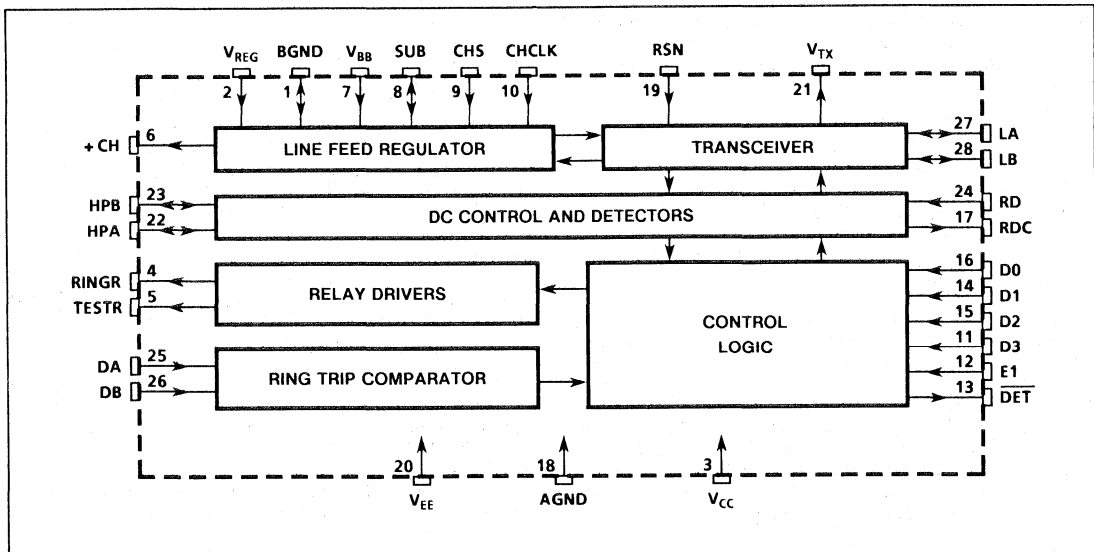 V_REG BGND V_BB SUB CHS CHCLK RSN V_TX
2 1 7 8 9 10 19 21
+ CH 6 LINE FEED REGULATOR TRANSCEIVER 27 LA
28 LB
HPB 23 DC CONTROL AND DETECTORS 24 RD
HPA 22 17 RDC
RINGR 4 RELAY DRIVERS 16 D0
TESTR 5 14 D1
CONTROL 15 D2
LOGIC 11 D3
DA 25 RING TRIP COMPARATOR 12 E1
DB 26 13 DET
20 18 3
V_EE AGND V_CC